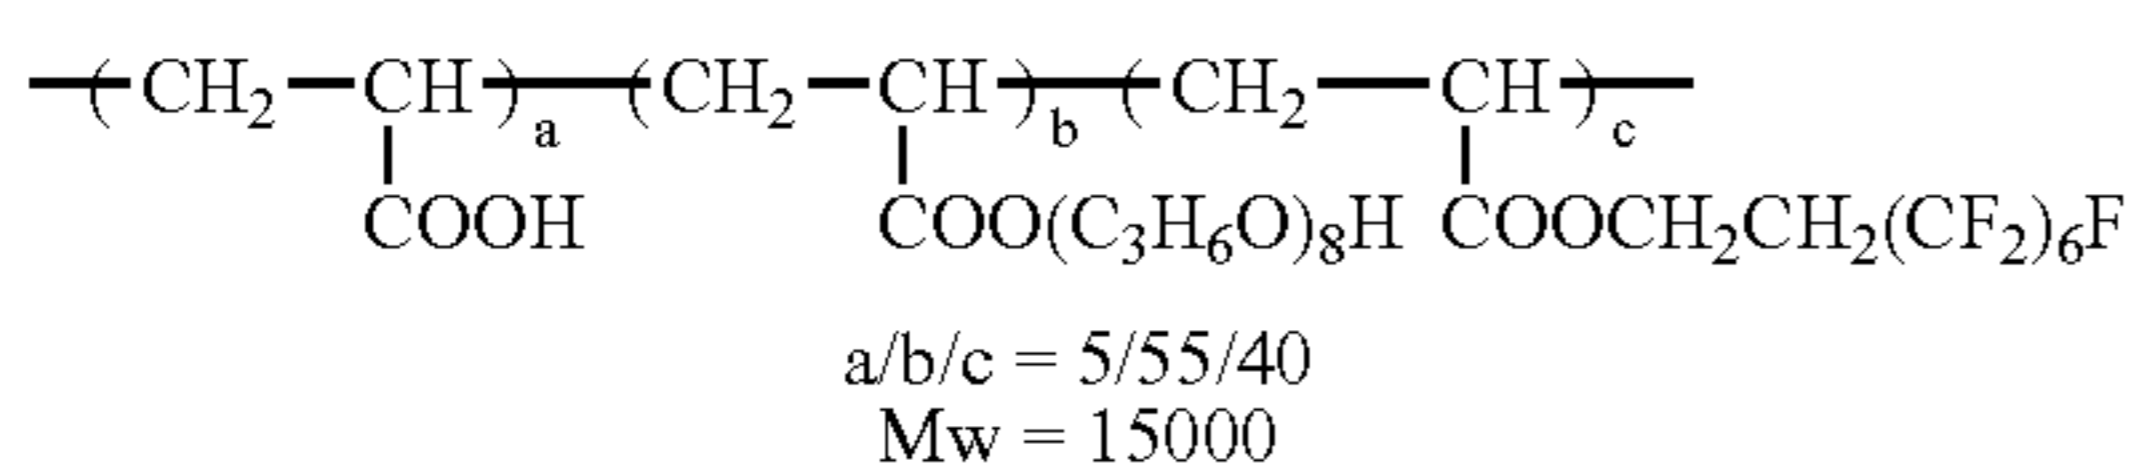 —(CH₂—CH)ₐ—(CH₂—CH)b—(CH₂—CH)c—
COOH COO(C₃H₆O)₈H COOCH₂CH₂(CF₂)₆F
a/b/c = 5/55/40
Mw = 15000